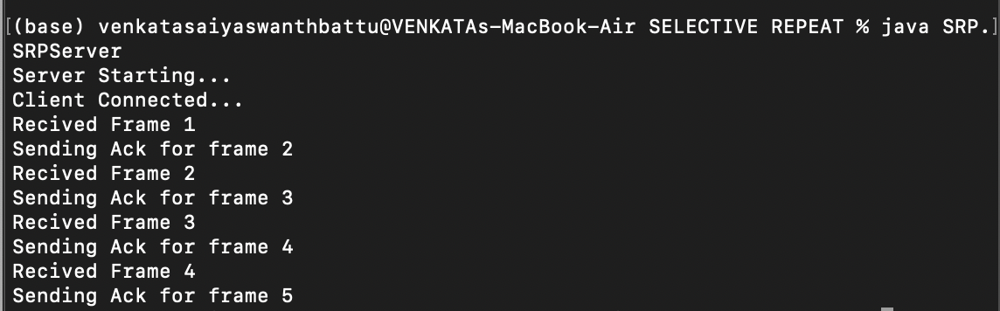 [(base) venkatasaiyaswanthbattu@VENKATAs-MacBook-Air SELECTIVE REPEAT % java SRP.]
SRPServer
Server Starting...
Client Connected...
Recived Frame 1
Sending Ack for frame 2
Recived Frame 2
Sending Ack for frame 3
Recived Frame 3
Sending Ack for frame 4
Recived Frame 4
Sending Ack for frame 5